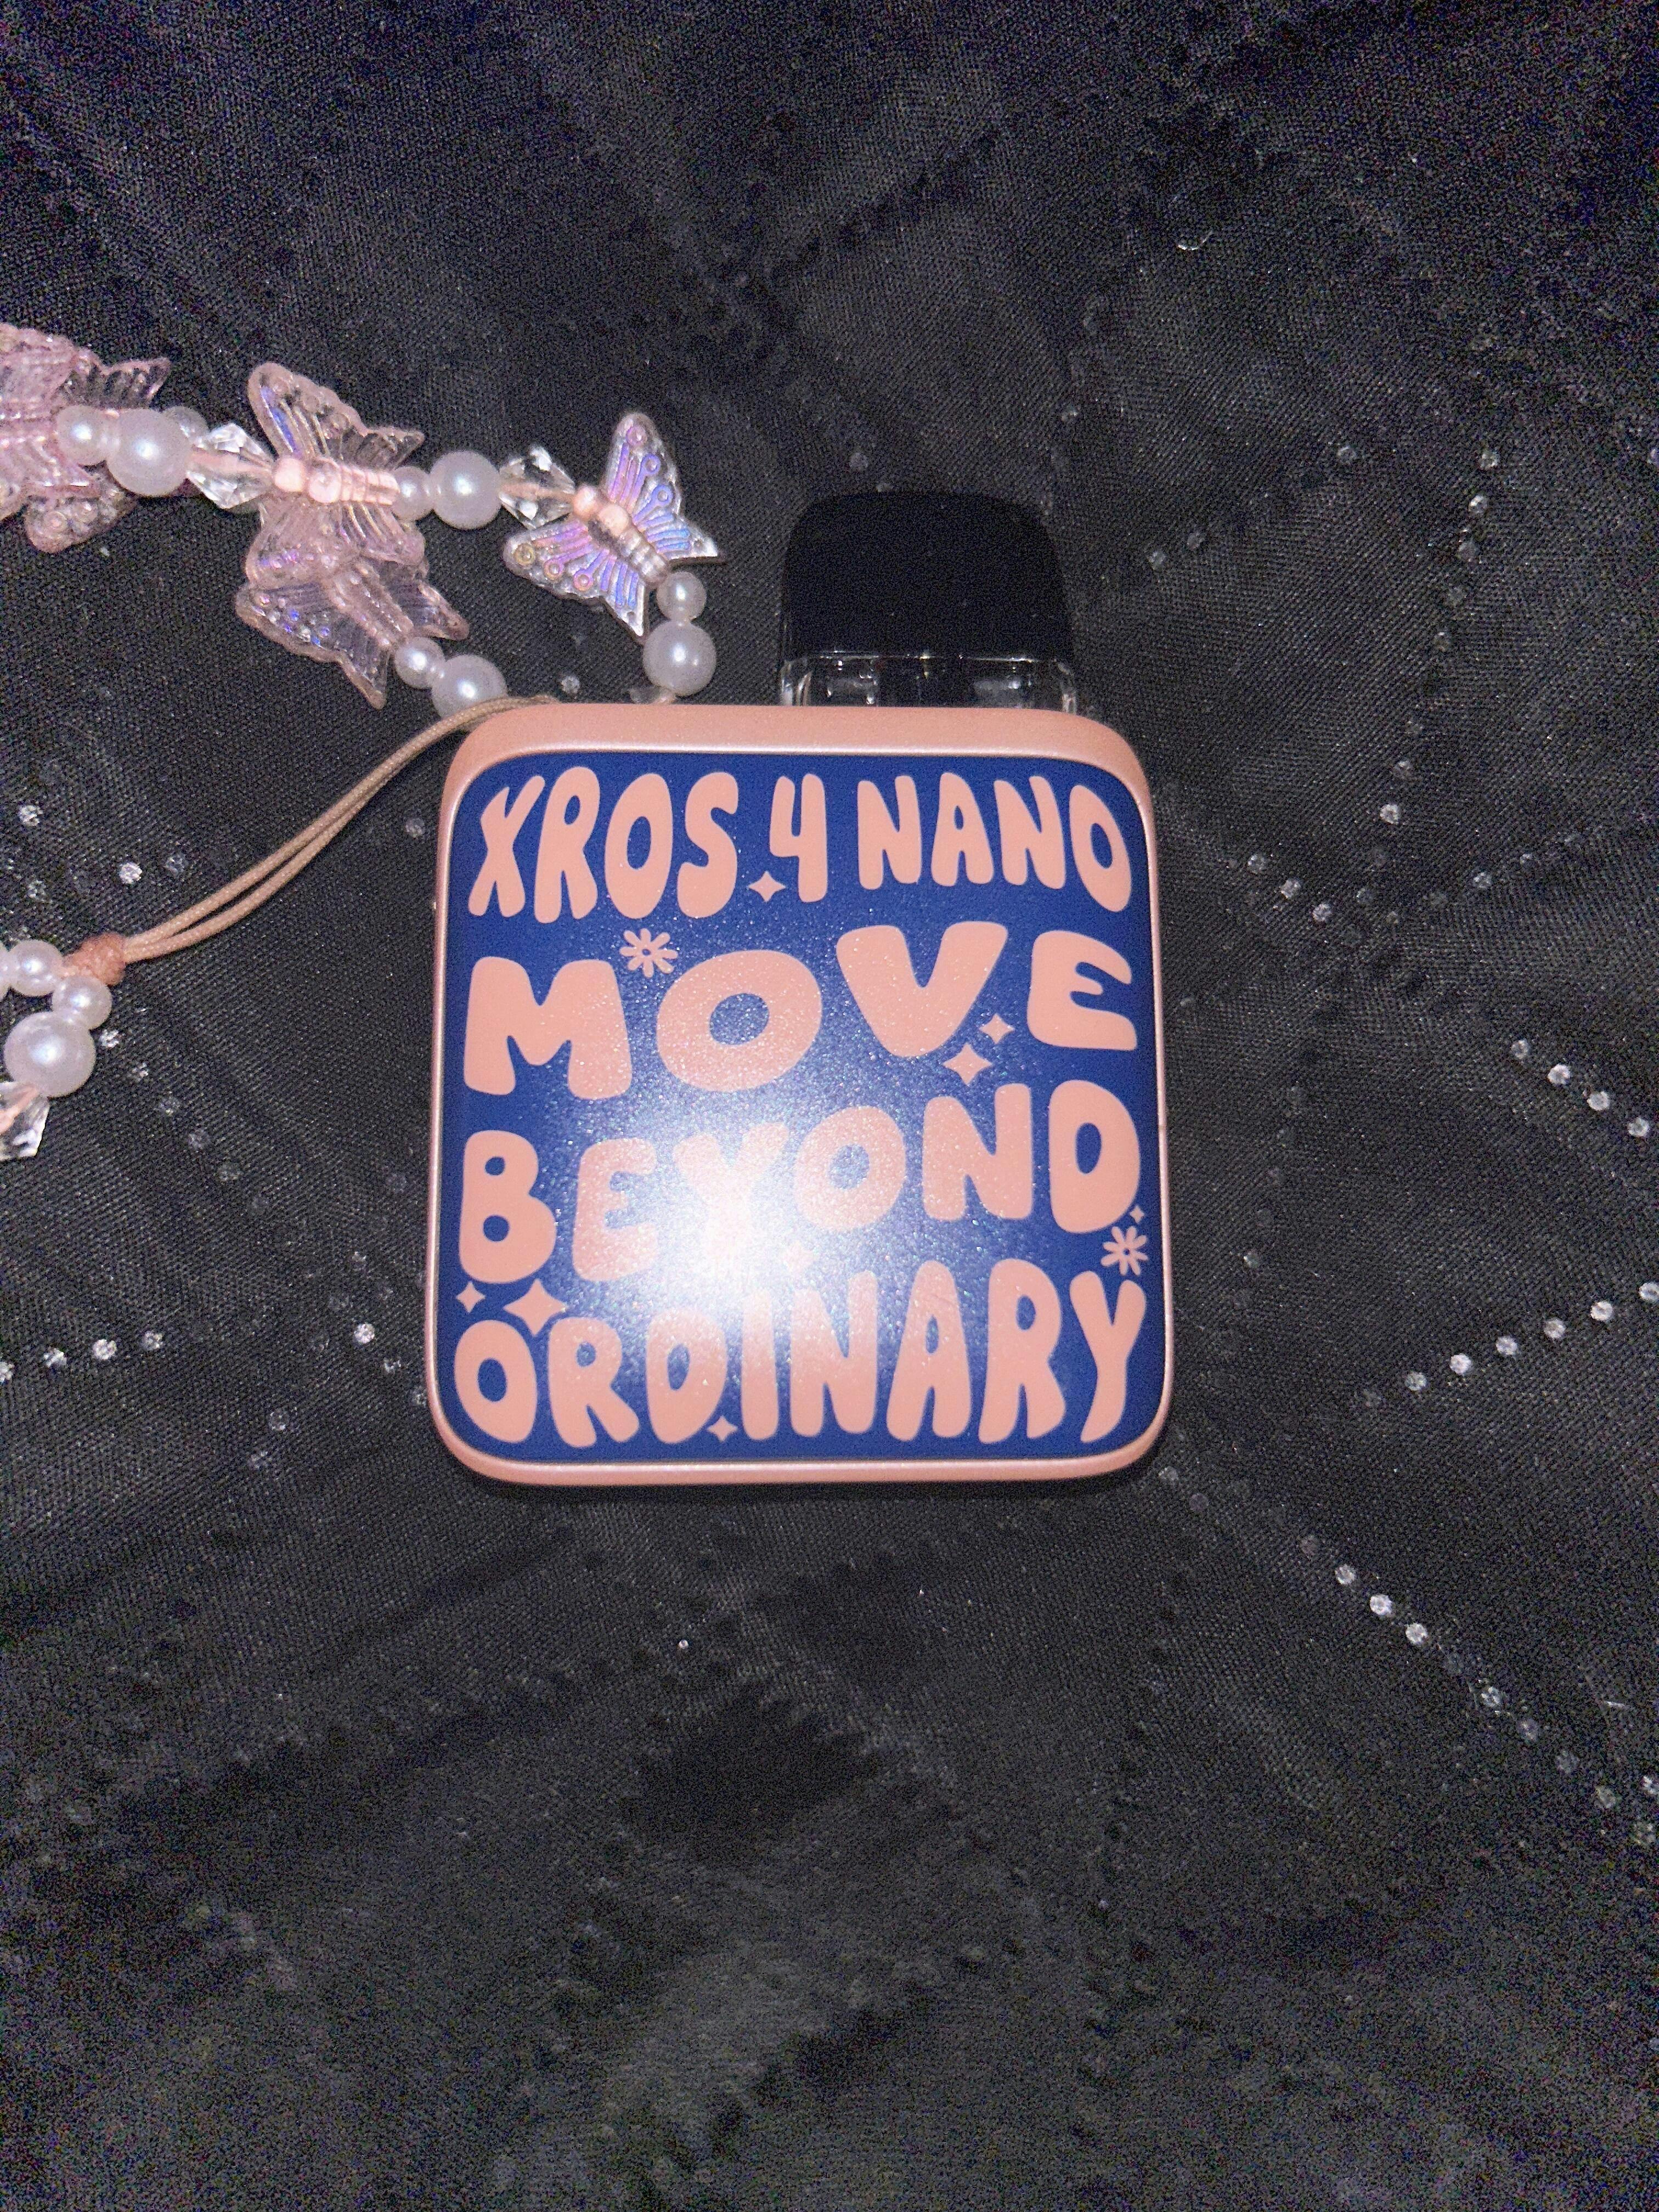 XROS 4 NANO
MOVE
BEYOND
ORDINARY